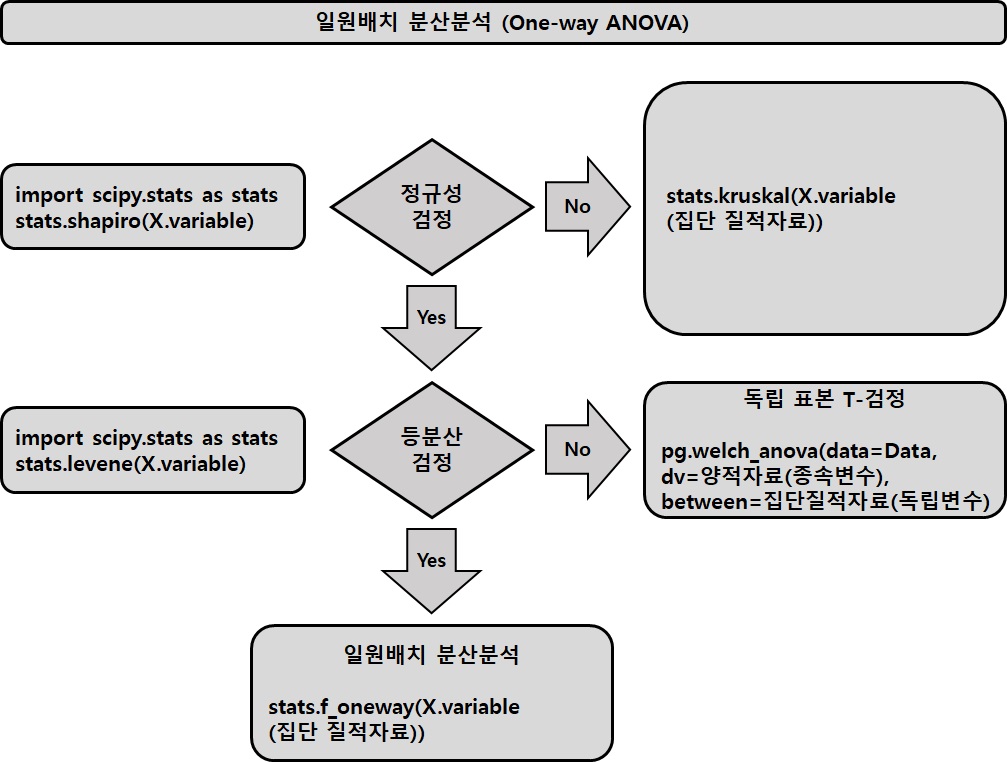 일원배치 분산분석 (One-way ANOVA)
import scipy.stats as stats
stats.shapiro(X.variable)
정규성
검정
No
stats.kruskal(X.variable
(집단 질적자료))
Yes
import scipy.stats as stats
stats.levene(X.variable)
등분산
검정
No
독립 표본 T-검정
pg.welch_anova(data=Data,
dv=양적자료(종속변수),
between=집단질적자료(독립변수)
Yes
일원배치 분산분석
stats.f_oneway(X.variable
(집단 질적자료))